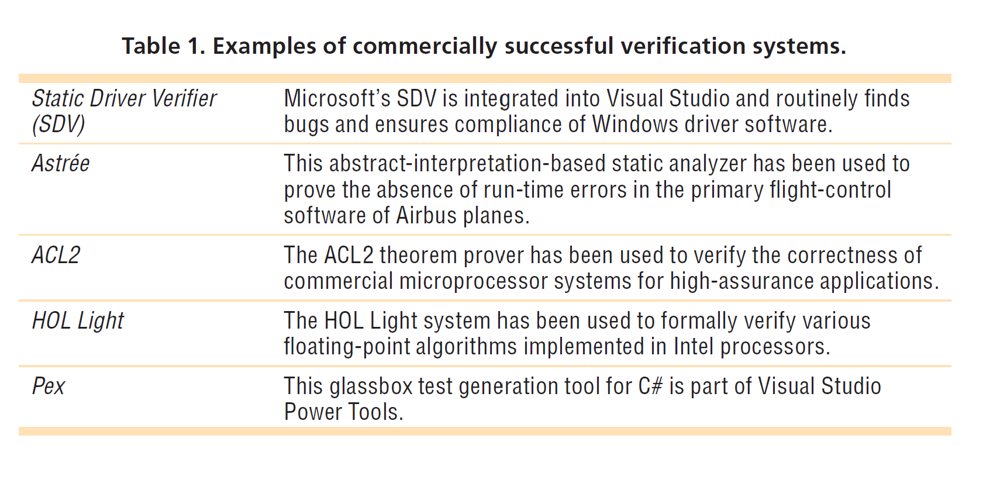 Table 1. Examples of commercially successful verification systems.
Static Driver Verifier
(SDV)
Microsoft’s SDV is integrated into Visual Studio and routinely finds
bugs and ensures compliance of Windows driver software.
Astrée
This abstract-interpretation-based static analyzer has been used to
prove the absence of run-time errors in the primary flight-control
software of Airbus planes.
ACL2
The ACL2 theorem prover has been used to verify the correctness of
commercial microprocessor systems for high-assurance applications.
HOL Light
The HOL Light system has been used to formally verify various
floating-point algorithms implemented in Intel processors.
Pex
This glassbox test generation tool for C# is part of Visual Studio
Power Tools.